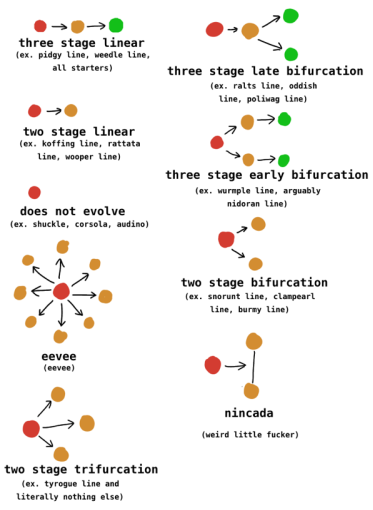 three stage linear
(ex. pidgy line, weedle line,
all starters)
two stage linear
(ex. koffing line, rattata
line, wooper line)
does not evolve
(ex. shuckle, corsola, audino)
eevee
(eevee)
two stage trifurcation
(ex. tyrogue line and
literally nothing else)
three stage late bifurcation
(ex. ralts line, oddish
line, poliwag line)
three stage early bifurcation
(ex. wurmple line, arguably
nidoran line)
two stage bifurcation
(ex. snorunt line, clampearl
line, burmy line)
nincada
(weird little fucker)